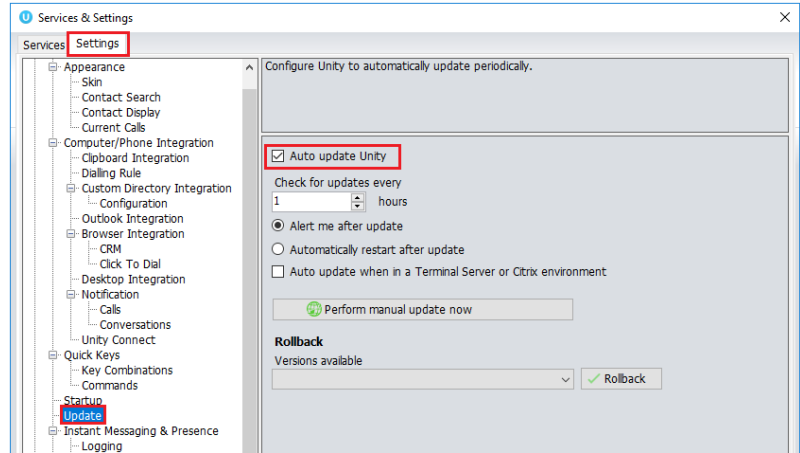 Services & Settings
Services
Settings
Appearance
Skin
Contact Search
Contact Display
Current Calls
Computer/Phone Integration
Clipboard Integration
Dialling Rule
Custom Directory Integration
Configuration
Outlook Integration
Browser Integration
CRM
Click To Dial
Desktop Integration
Notification
Calls
Conversations
Unity Connect
Quick Keys
Key Combinations
Commands
Startup
Update
Instant Messaging & Presence
Logging
Configure Unity to automatically update periodically.
Auto update Unity
Check for updates every
1 hours
Alert me after update
Automatically restart after update
Auto update when in a Terminal Server or Citrix environment
Perform manual update now
Rollback
Versions available
Rollback